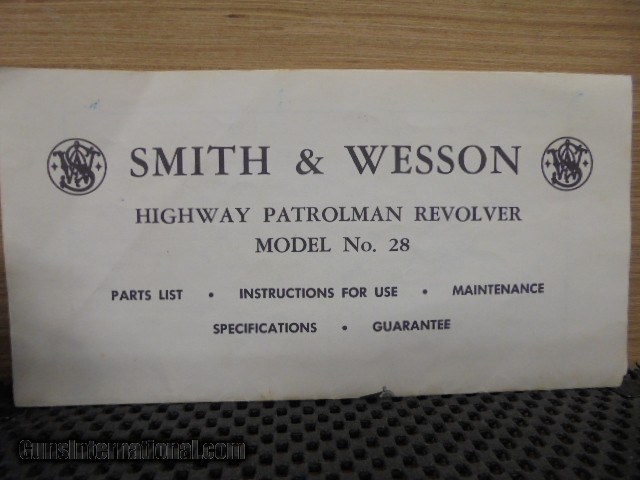 SMITH & WESSON
HIGHWAY PATROLMAN REVOLVER
MODEL No. 28
PARTS LIST • INSTRUCTIONS FOR USE • MAINTENANCE
SPECIFICATIONS • GUARANTEE
GunsInternational.com